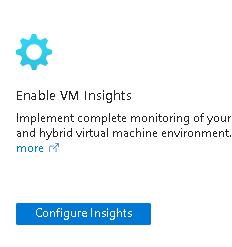 Enable VM Insights
Implement complete monitoring of your
and hybrid virtual machine environment.
more
Configure Insights